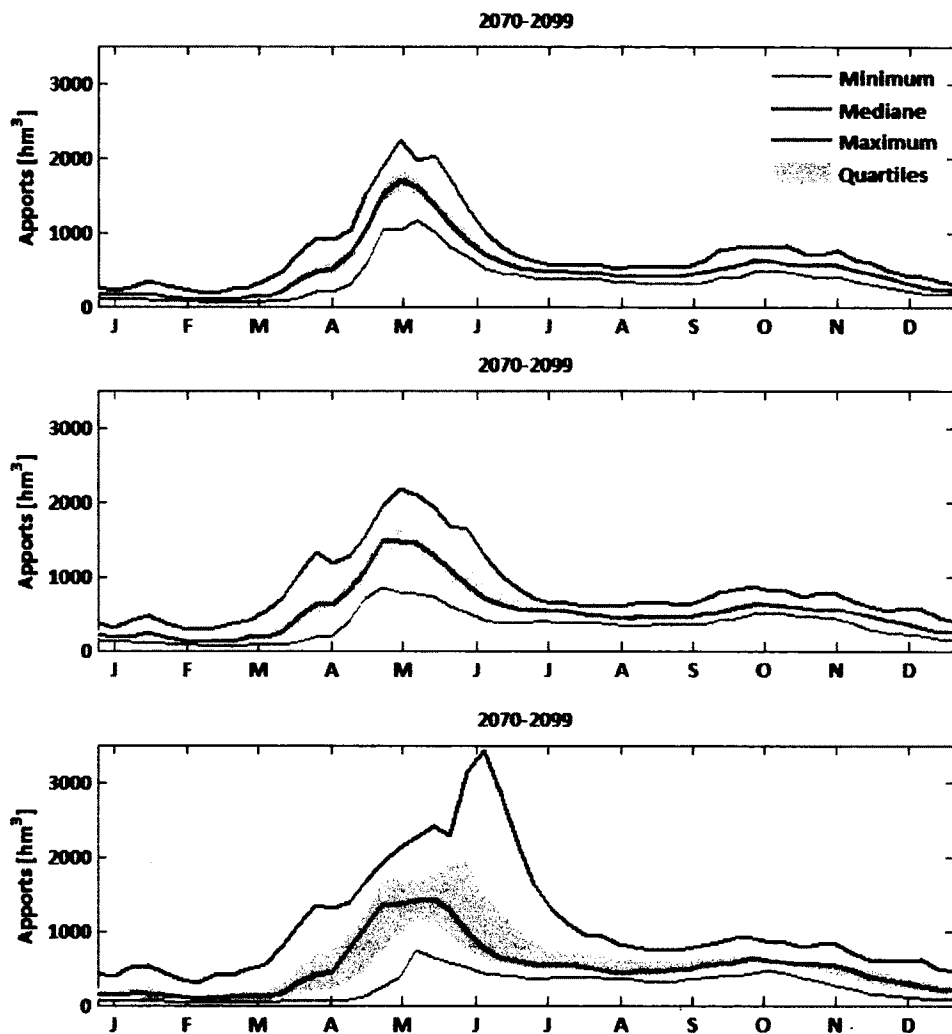 2070-2099
Apports [hm³]
3000
2000
1000
0
Minimum
Mediane
Maximum
Quartiles
J F M A M J J A S O N D
2070-2099
Apports [hm³]
3000
2000
1000
0
J F M A M J J A S O N D
2070-2099
Apports [hm³]
3000
2000
1000
0
J F M A M J J A S O N D